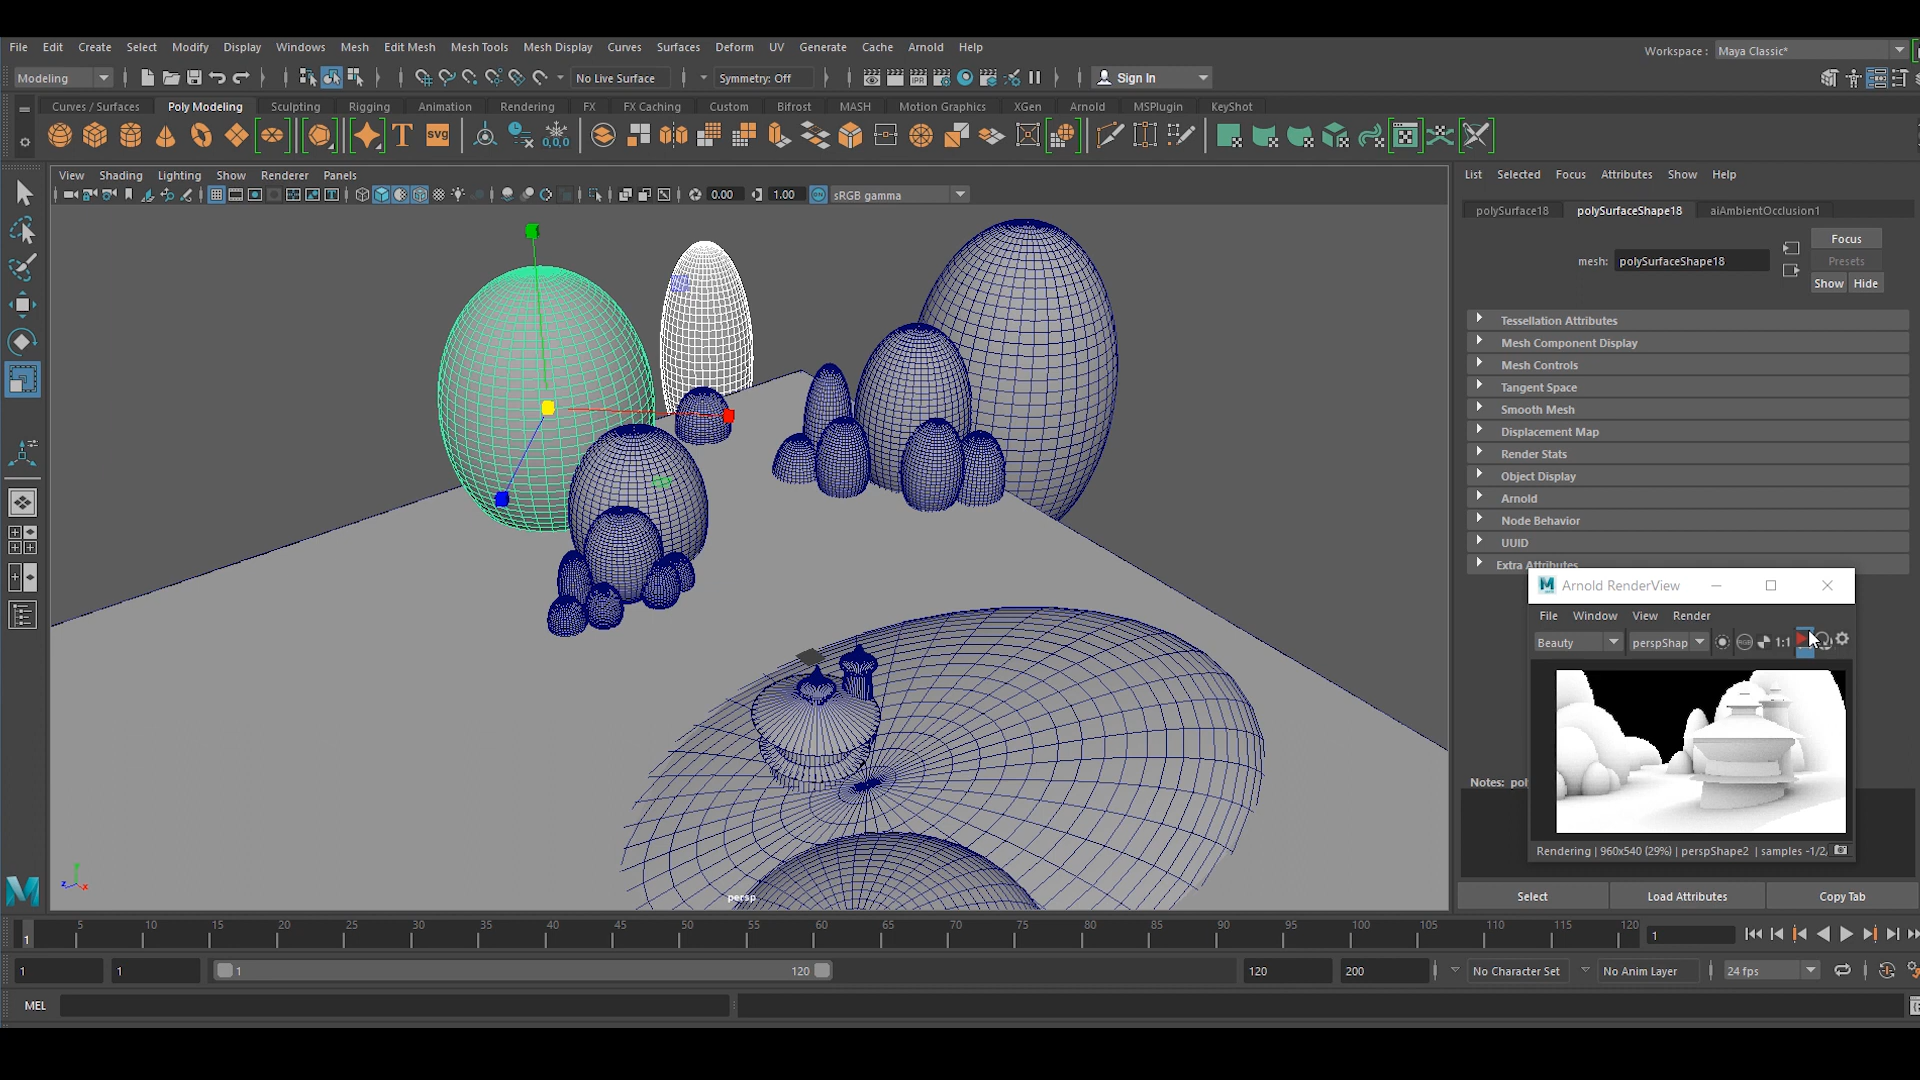 File Edit Create Select Modify Display Windows Mesh Edit Mesh Mesh Tools Mesh Display Curves Surfaces Deform UV Generate Cache Arnold Help
Workspace : Maya Classic*
Modeling No Live Surface Symmetry: Off Sign In
Curves / Surfaces Poly Modeling Sculpting Rigging Animation Rendering FX FX Caching Custom Bifrost MASH Motion Graphics XGen Arnold MSPlugin KeyShot
T svg 0,0,0
View Shading Lighting Show Renderer Panels
0.00 1.00 sRGB gamma
List Selected Focus Attributes Show Help
polySurface18 polySurfaceShape18 aiAmbientOcclusion1
Focus
mesh: polySurfaceShape18
Presets
Show Hide
Tessellation Attributes
Mesh Component Display
Mesh Controls
Tangent Space
Smooth Mesh
Displacement Map
Render Stats
Object Display
Arnold
Node Behavior
UUID
Extra Attributes
Arnold RenderView
File Window View Render
Beauty perspShap 1:1
Notes: pol
Rendering | 960x540 (29%) | perspShape2 | samples -1/2
persp
Select Load Attributes Copy Tab
1 5 10 15 20 25 30 35 40 45 50 55 60 65 70 75 80 85 90 95 100 105 110 115 120 1
1 1 1 120 120 200 No Character Set No Anim Layer 24 fps
MEL